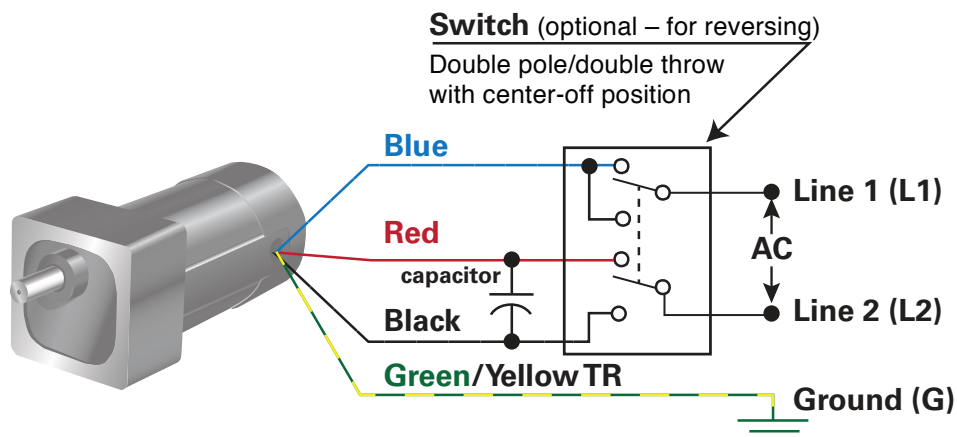 Switch (optional – for reversing)
Double pole/double throw
with center-off position
Blue
Line 1 (L1)
Red
AC
capacitor
Black
Line 2 (L2)
Green/Yellow TR
Ground (G)